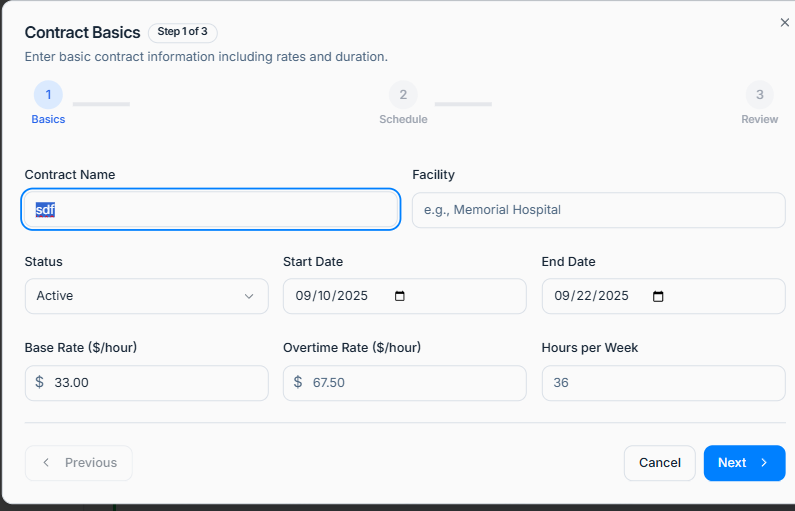 Contract Basics Step 1 of 3
Enter basic contract information including rates and duration.
1 2 3
Basics Schedule Review
Contract Name Facility
sdf e.g., Memorial Hospital
Status Start Date End Date
Active 09/10/2025 09/22/2025
Base Rate ($/hour) Overtime Rate ($/hour) Hours per Week
$ 33.00 $ 67.50 36
Previous Cancel Next